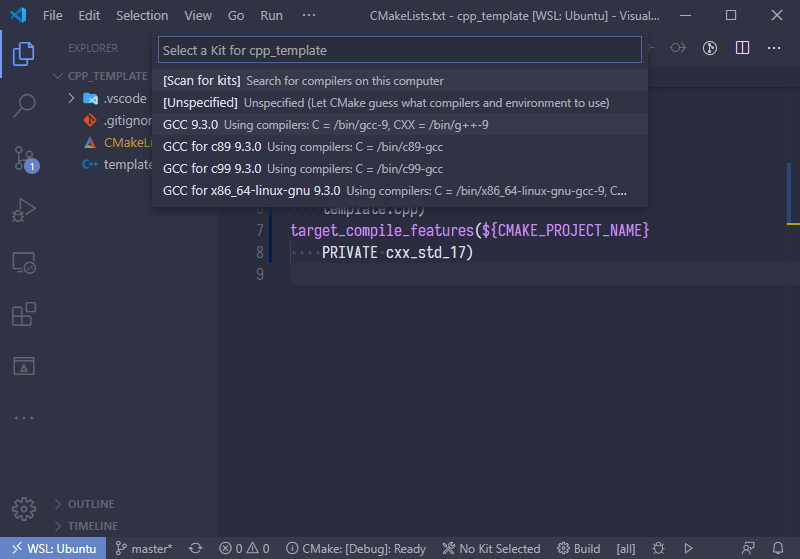 File Edit Selection View Go Run ··· CMakeLists.txt - cpp_template [WSL: Ubuntu] - Visual...
EXPLORER
CPP_TEMPLATE
.vscode
.gitignor
CMakeLis
template
1
Select a Kit for cpp_template
[Scan for kits] Search for compilers on this computer
[Unspecified] Unspecified (Let CMake guess what compilers and environment to use)
GCC 9.3.0 Using compilers: C = /bin/gcc-9, CXX = /bin/g++-9
GCC for c89 9.3.0 Using compilers: C = /bin/c89-gcc
GCC for c99 9.3.0 Using compilers: C = /bin/c99-gcc
GCC for x86_64-linux-gnu 9.3.0 Using compilers: C = /bin/x86_64-linux-gnu-gcc-9, C...
6 template.cpp)
7 target_compile_features(${CMAKE_PROJECT_NAME}
8 ····PRIVATE·cxx_std_17)
9
OUTLINE
TIMELINE
WSL: Ubuntu master* 0 0 CMake: [Debug]: Ready No Kit Selected Build [all]